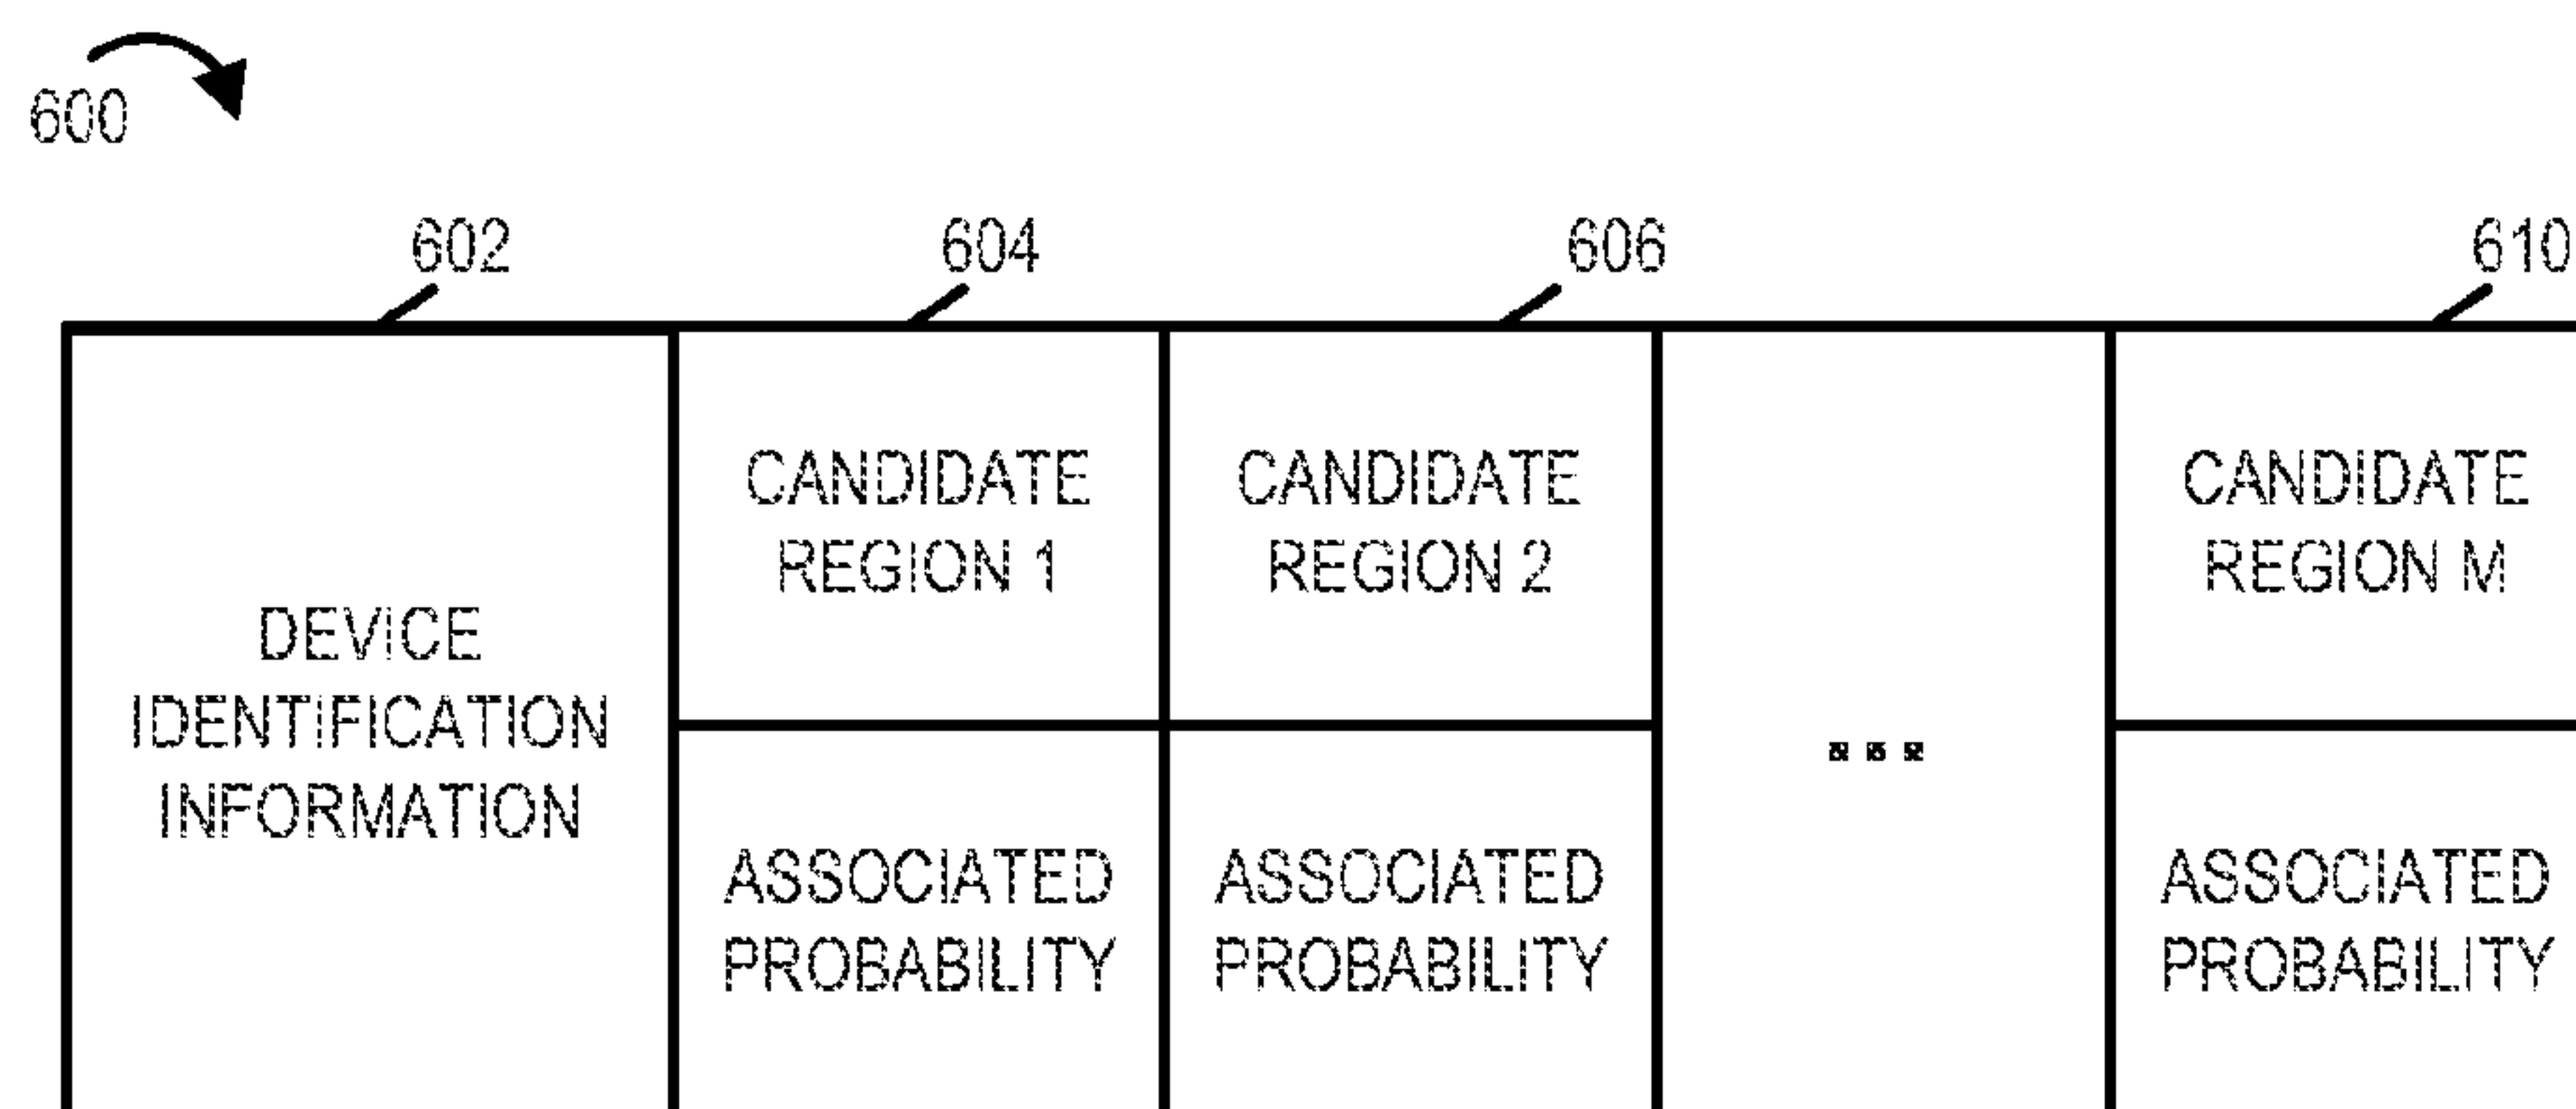 600
602
604
606
610
DEVICE
IDENTIFICATION
INFORMATION
CANDIDATE
REGION 1
ASSOCIATED
PROBABILITY
CANDIDATE
REGION 2
ASSOCIATED
PROBABILITY
...
CANDIDATE
REGION M
ASSOCIATED
PROBABILITY